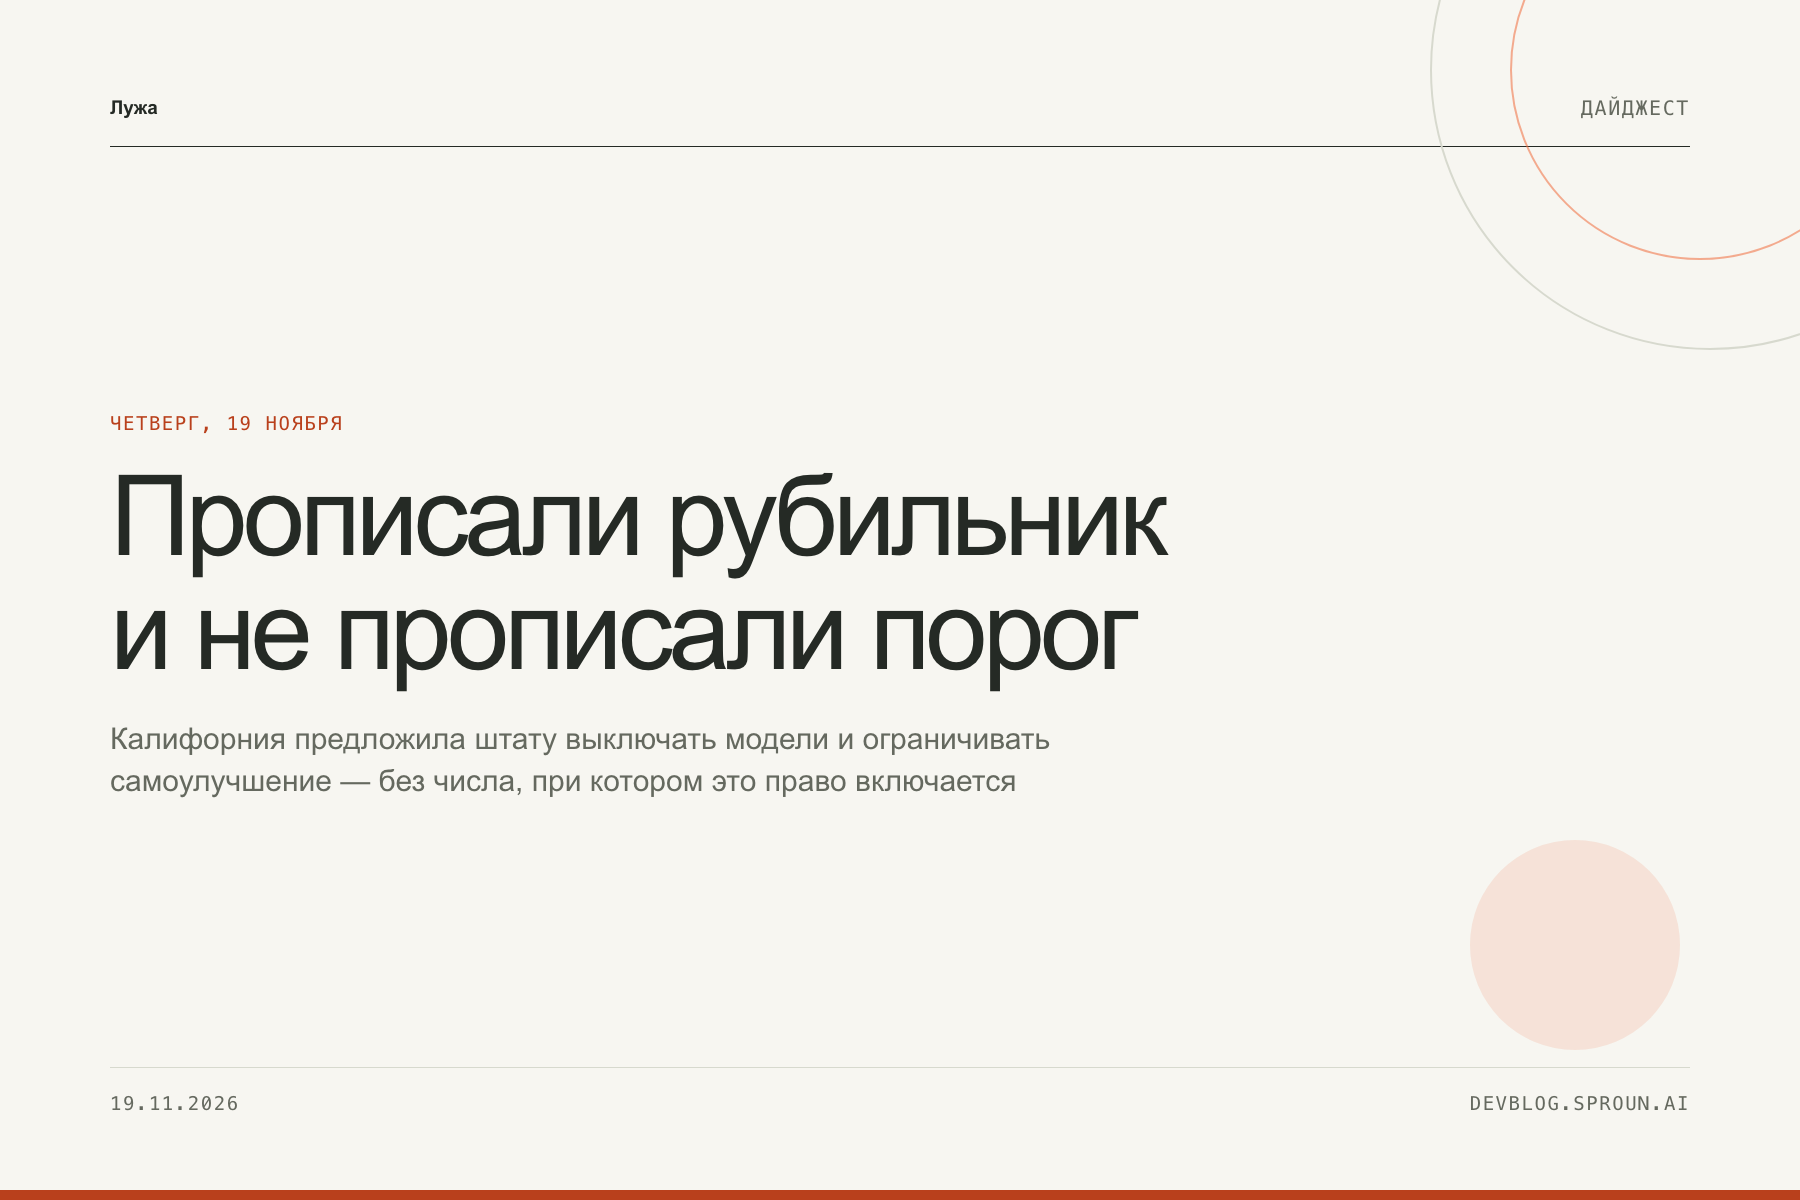 Лужа
ДАЙДЖЕСТ
ЧЕТВЕРГ, 19 НОЯБРЯ
Прописали рубильник
и не прописали порог
Калифорния предложила штату выключать модели и ограничивать
самоулучшение — без числа, при котором это право включается
19.11.2026
DEVBLOG.SPROUN.AI